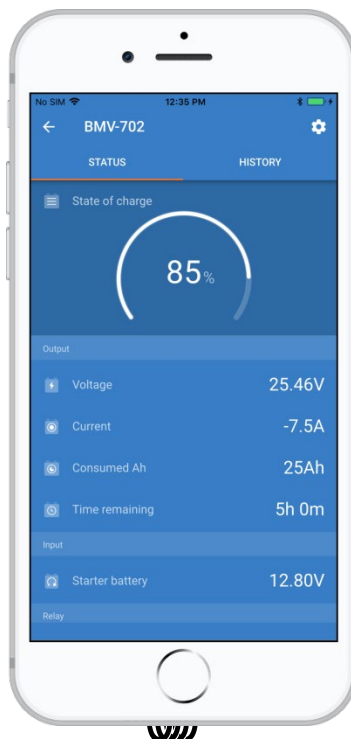 No SIM 12:35 PM
BMV-702
STATUS HISTORY
State of charge
85%
Output
Voltage 25.46V
Current -7.5A
Consumed Ah 25Ah
Time remaining 5h 0m
Input
Starter battery 12.80V
Relay